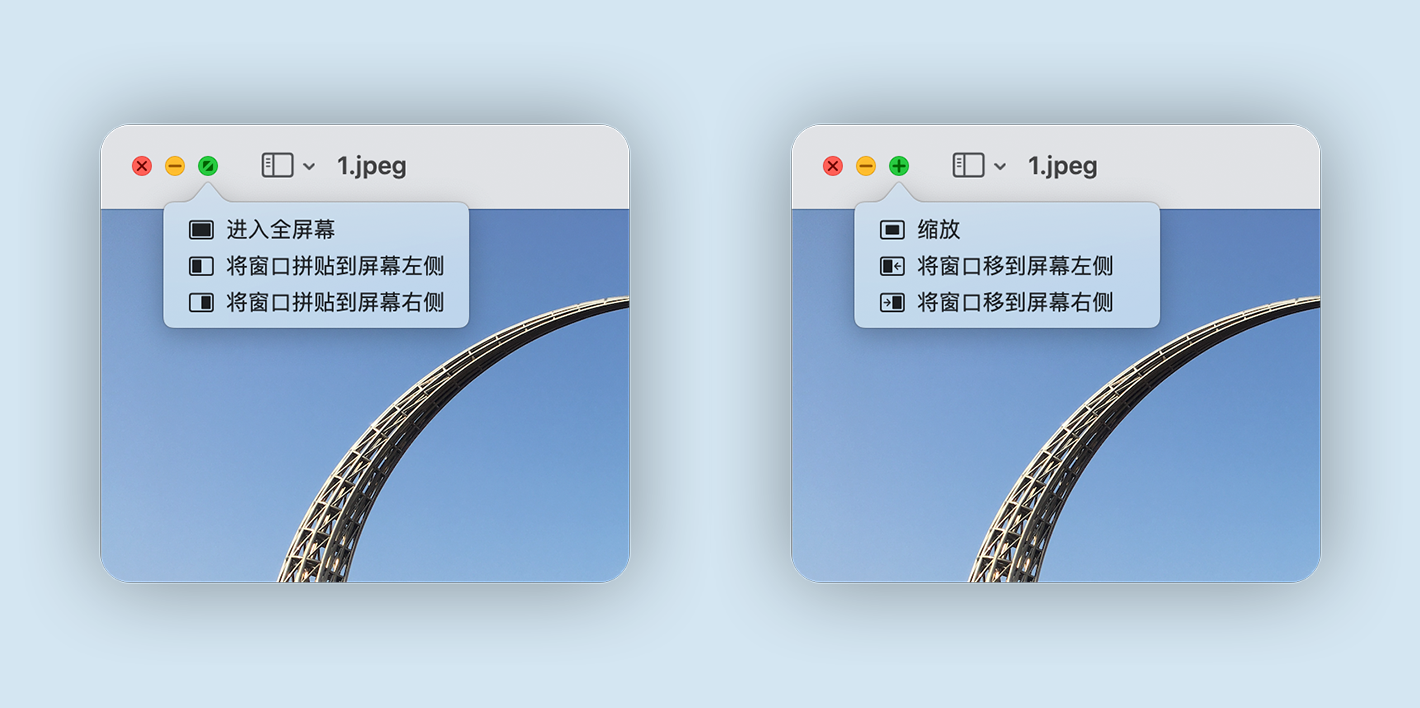 1.jpeg
进入全屏幕
将窗口拼贴到屏幕左侧
将窗口拼贴到屏幕右侧
1.jpeg
缩放
将窗口移到屏幕左侧
将窗口移到屏幕右侧